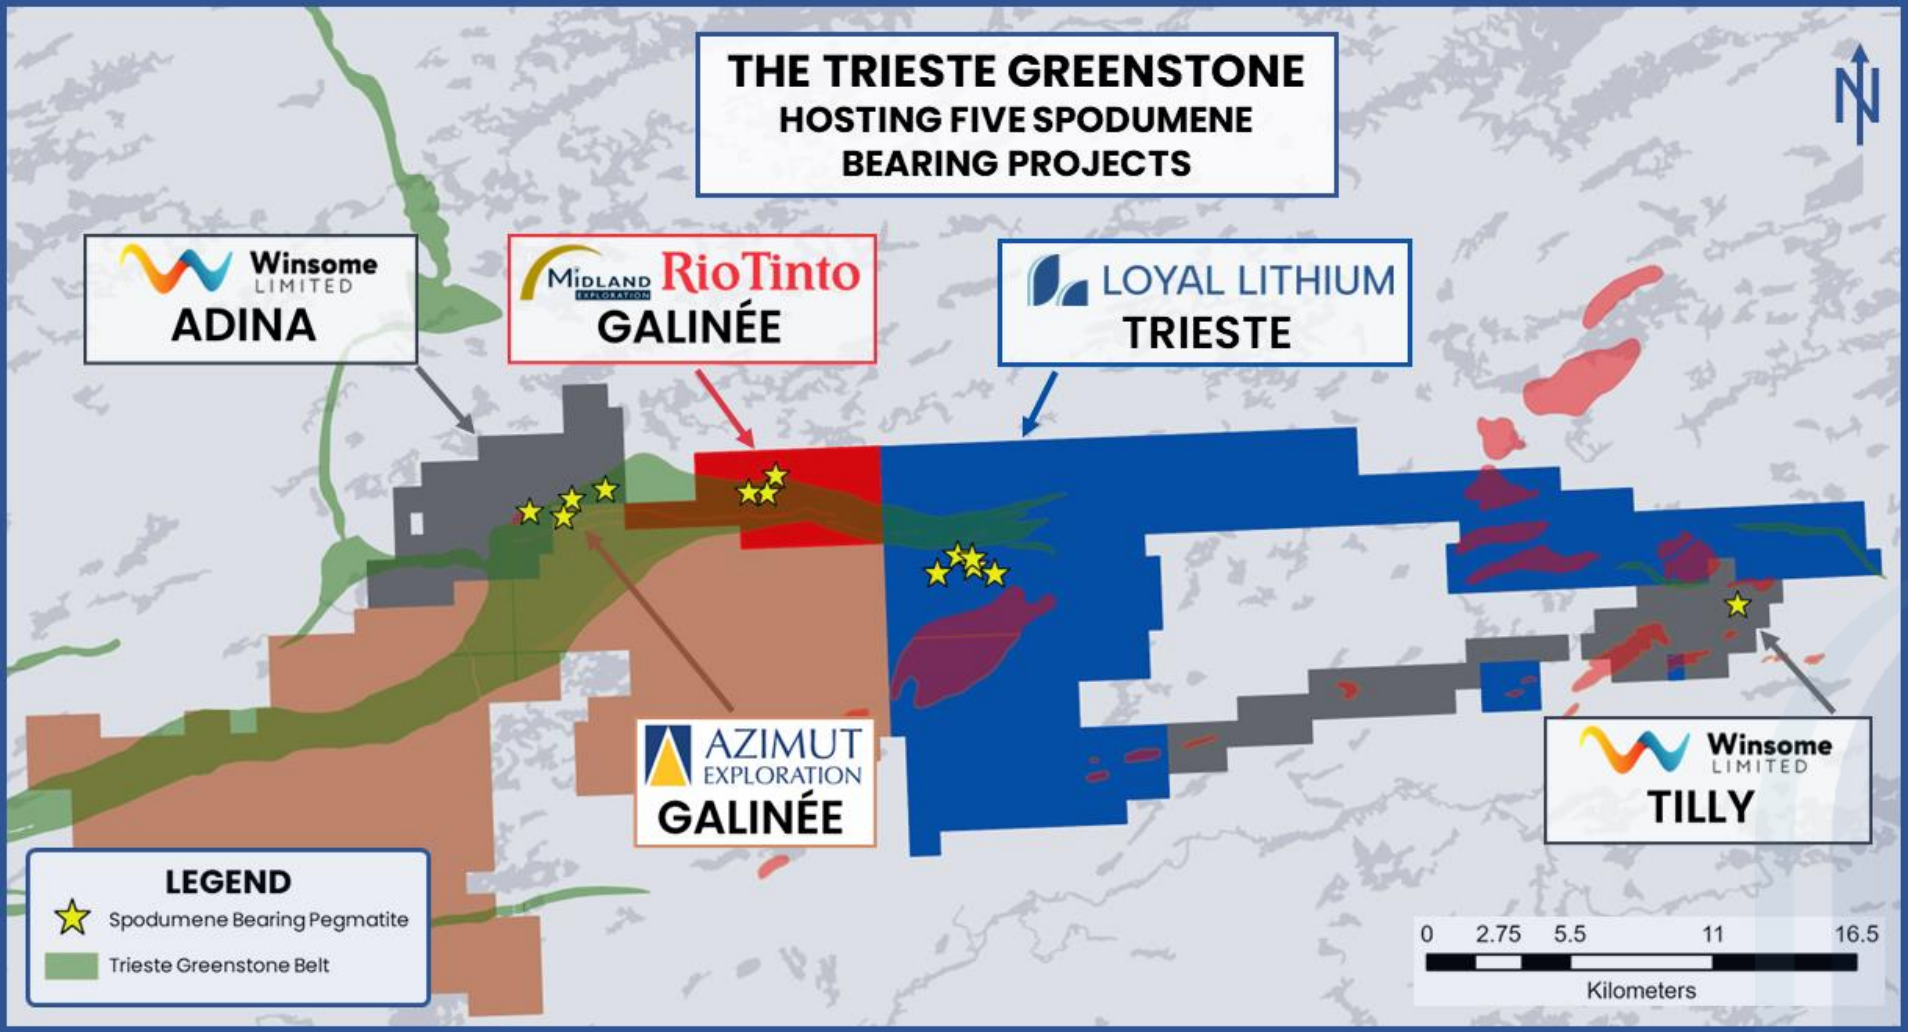 THE TRIESTE GREENSTONE
HOSTING FIVE SPODUMENE
BEARING PROJECTS
N
Winsome
LIMITED
ADINA
MIDLAND
EXPLORATION
RioTinto
GALINÉE
LOYAL LITHIUM
TRIESTE
AZIMUT
EXPLORATION
GALINÉE
Winsome
LIMITED
TILLY
LEGEND
Spodumene Bearing Pegmatite
Trieste Greenstone Belt
0 2.75 5.5 11 16.5
Kilometers